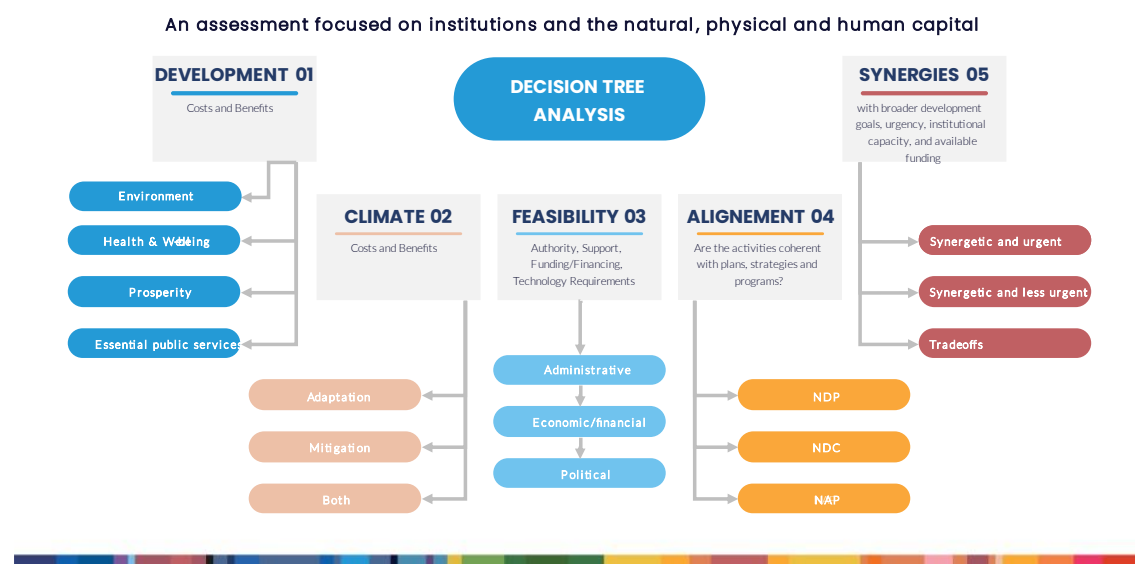 An assessment focused on institutions and the natural, physical and human capital
DEVELOPMENT 01
Costs and Benefits
DECISION TREE
ANALYSIS
SYNERGIES 05
with broader development
goals, urgency, institutional
capacity, and available
funding
Environment
Health & Wellbeing
Prosperity
Essential public services
CLIMATE 02
Costs and Benefits
FEASIBILITY 03
Authority, Support,
Funding/Financing,
Technology Requirements
ALIGNEMENT 04
Are the activities coherent
with plans, strategies and
programs?
Synergetic and urgent
Synergetic and less urgent
Tradeoffs
Adaptation
Mitigation
Both
Administrative
Economic/financial
Political
NDP
NDC
NAP